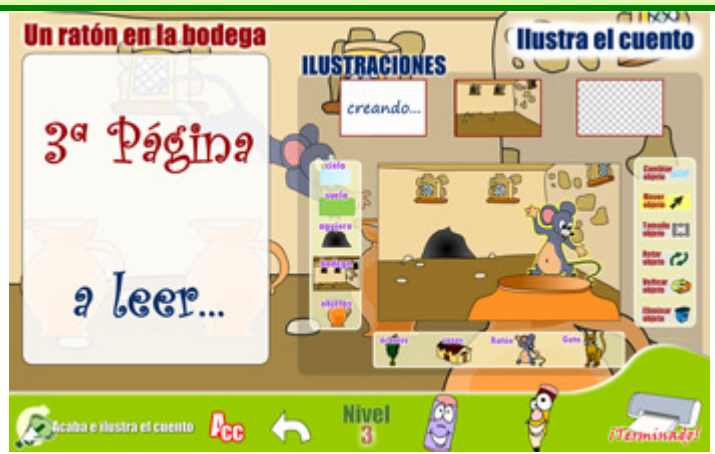 Un ratón en la bodega
3ª Página
a leer...
Ilustra el cuento
ILUSTRACIONES
creando...
cielo
suelo
agujero
bodega
objetos
Cambiar objeto
Mover objeto
Tamaño objeto
Rotar objeto
Voltear objeto
Eliminar objeto
árboles
casas
Ratón
Gato
Acaba e ilustra el cuento
Acc
Nivel
3
¡Terminado!